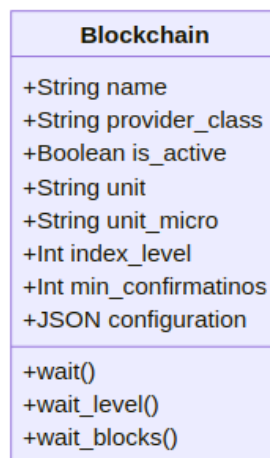 Blockchain
+String name
+String provider_class
+Boolean is_active
+String unit
+String unit_micro
+Int index_level
+Int min_confirmatinos
+JSON configuration
+wait()
+wait_level()
+wait_blocks()